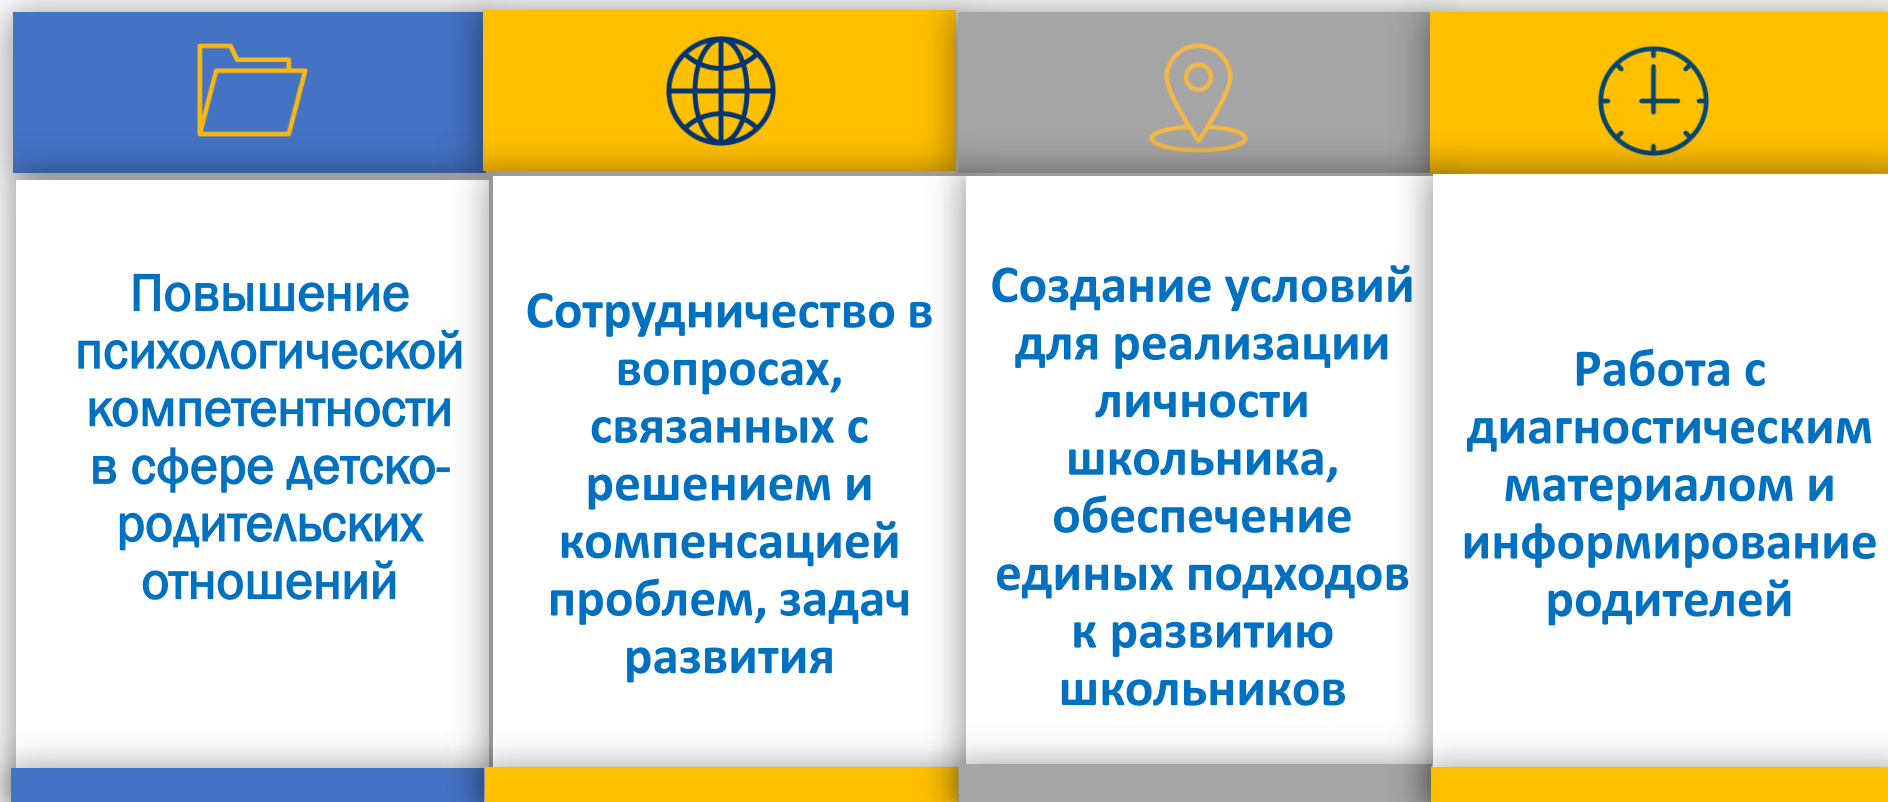 Повышение
психологической
компетентности
в сфере детско-
родительских
отношений
Сотрудничество в
вопросах,
связанных с
решением и
компенсацией
проблем, задач
развития
Создание условий
для реализации
личности
школьника,
обеспечение
единых подходов
к развитию
школьников
Работа с
диагностическим
материалом и
информирование
родителей